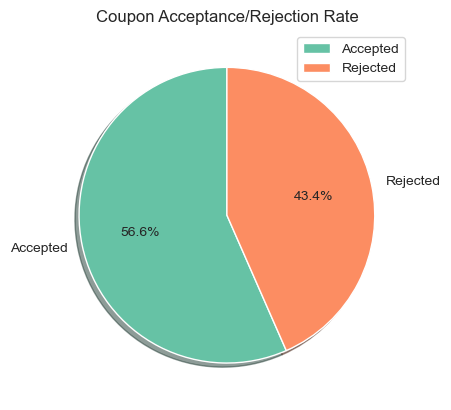 Coupon Acceptance/Rejection Rate
Accepted
Rejected
Rejected
43.4%
56.6%
Accepted